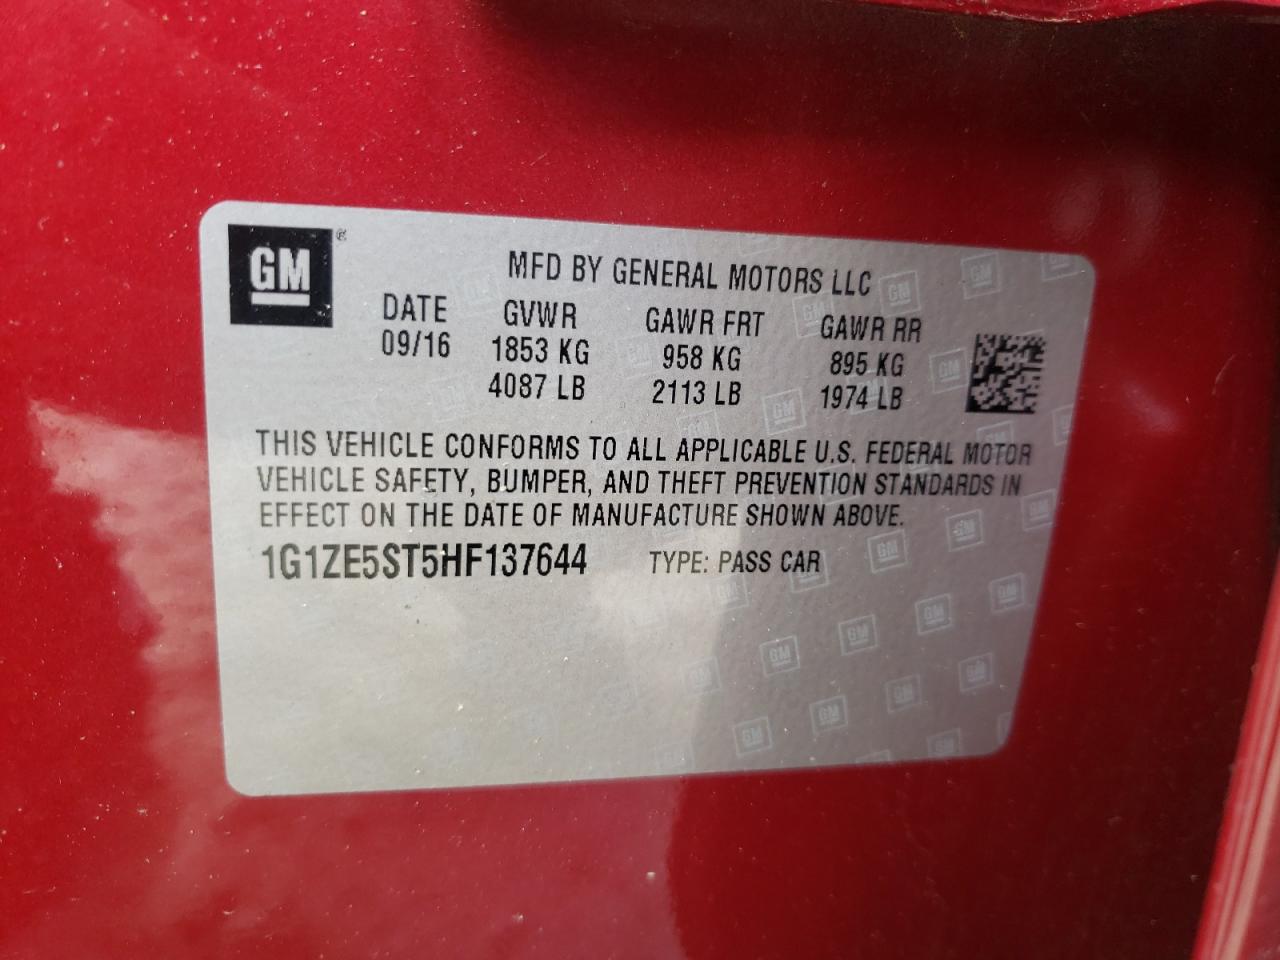 GM ®
MFD BY GENERAL MOTORS LLC
DATE GVWR GAWR FRT GAWR RR
09/16 1853 KG 958 KG 895 KG
4087 LB 2113 LB 1974 LB
THIS VEHICLE CONFORMS TO ALL APPLICABLE U.S. FEDERAL MOTOR
VEHICLE SAFETY, BUMPER, AND THEFT PREVENTION STANDARDS IN
EFFECT ON THE DATE OF MANUFACTURE SHOWN ABOVE.
1G1ZE5ST5HF137644 TYPE: PASS CAR